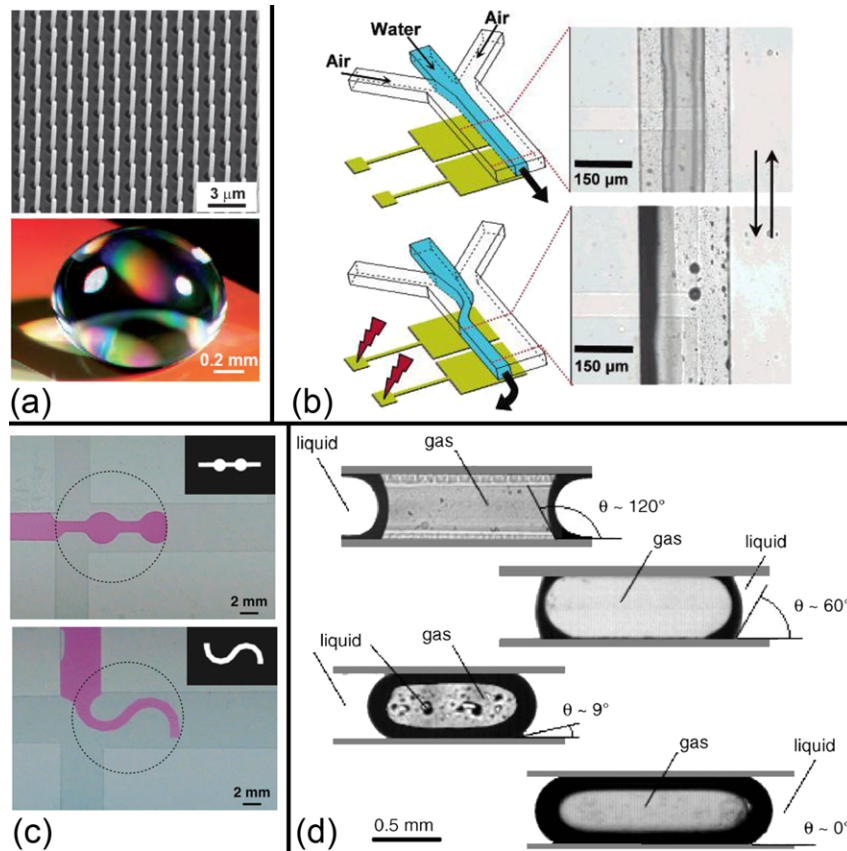 3 µm
0.2 mm
(a)
Air
Water
Air
150 µm
150 µm
(b)
2 mm
2 mm
(c)
liquid
gas
θ ~ 120°
gas
liquid
θ ~ 60°
liquid
gas
θ ~ 9°
gas
liquid
θ ~ 0°
0.5 mm
(d)